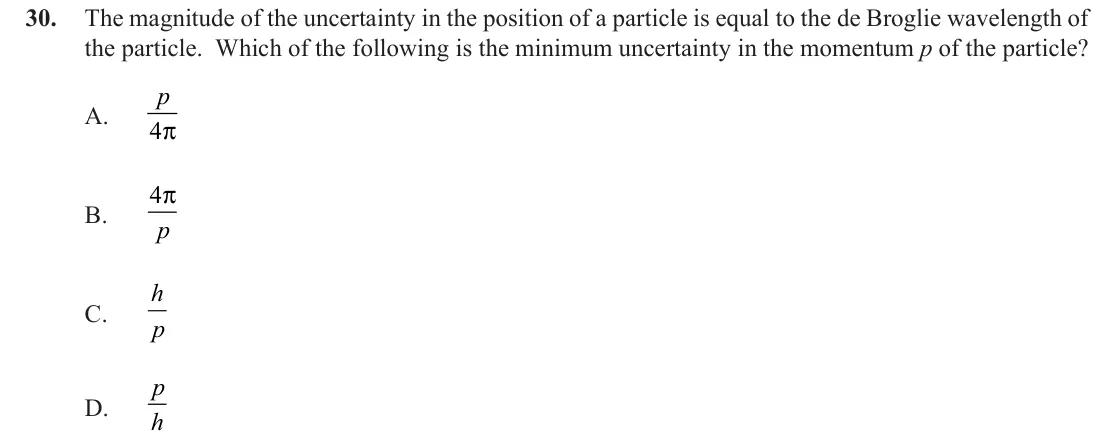 30. The magnitude of the uncertainty in the position of a particle is equal to the de Broglie wavelength of
the particle. Which of the following is the minimum uncertainty in the momentum p of the particle?
A. p
4π
B. 4π
p
C. h
p
D. p
h